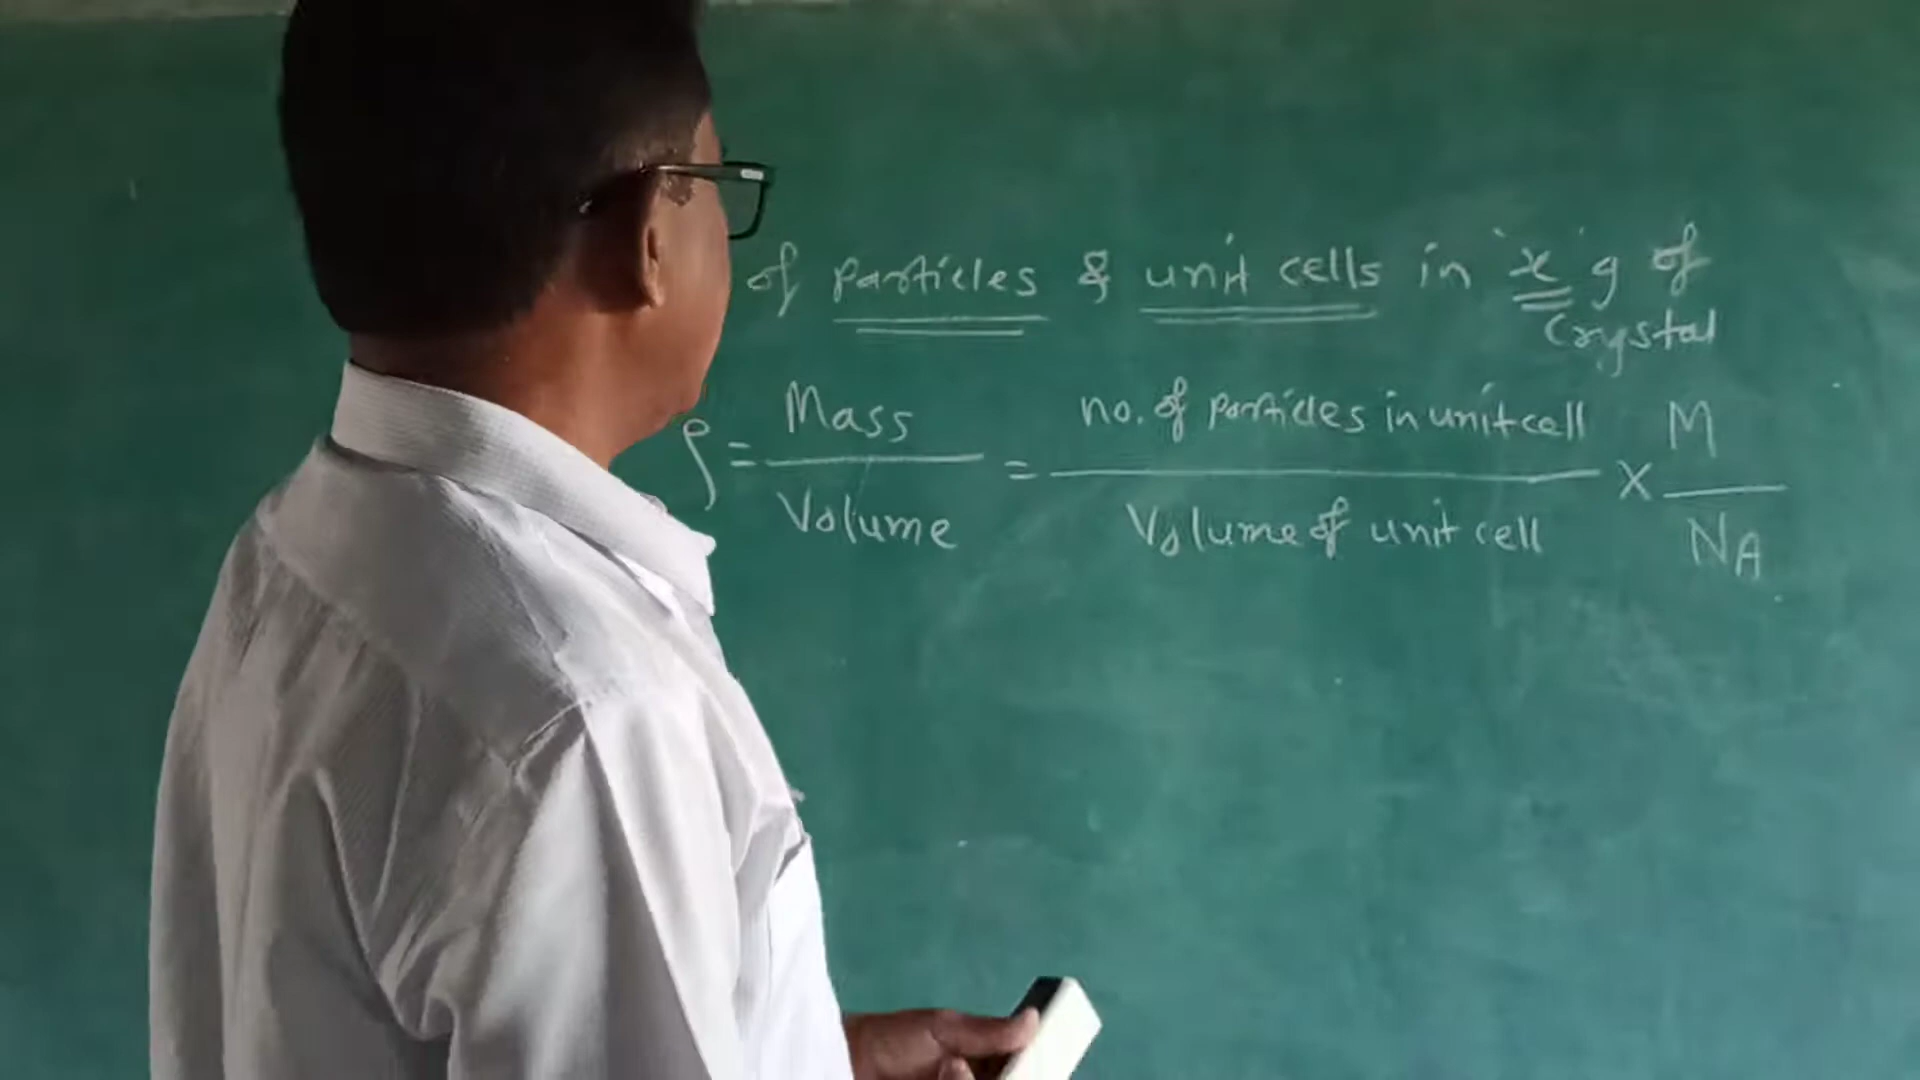 of particles & unit cells in 'x' g of
Crystal
ρ = Mass / Volume = no. of particles in unit cell / Volume of unit cell × M / NA